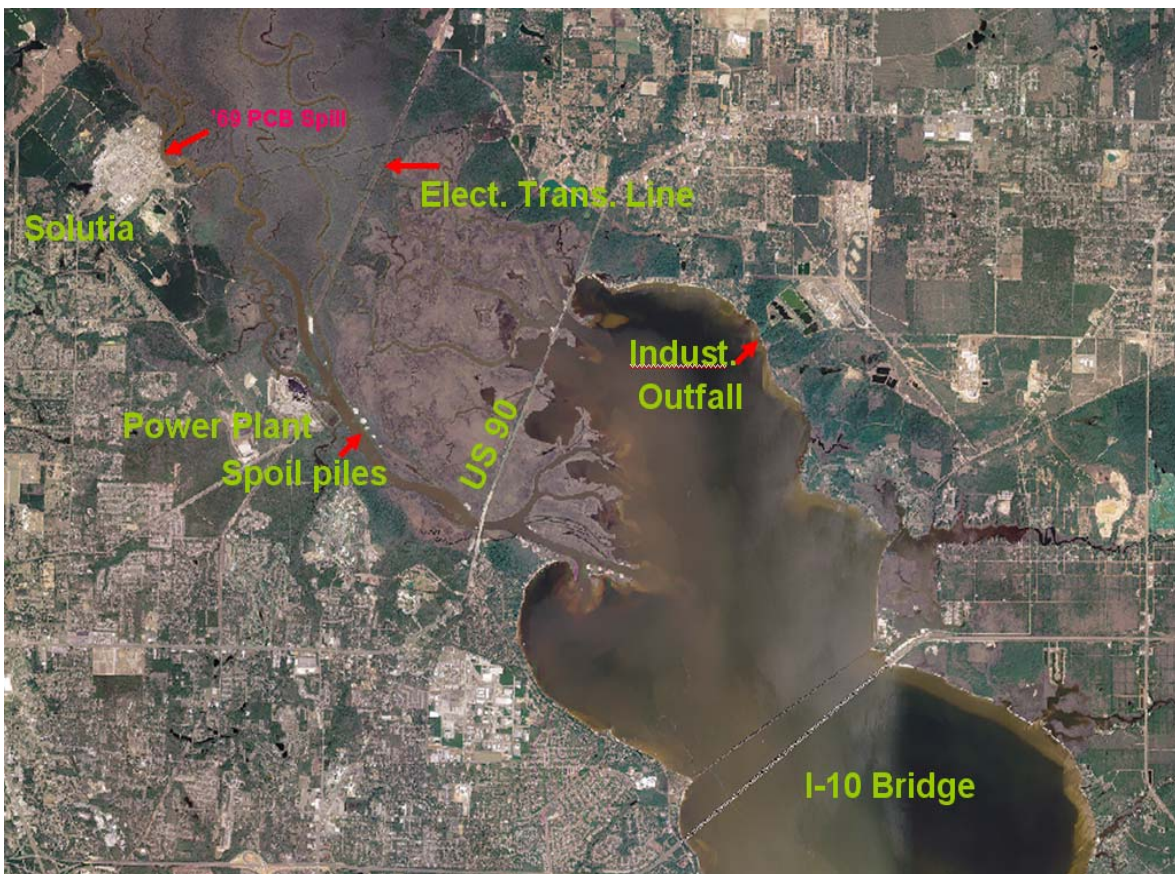 '69 PCB Spill
Elect. Trans. Line
Solutia
Indust.
Outfall
Power Plant
Spoil piles
US 90
I-10 Bridge